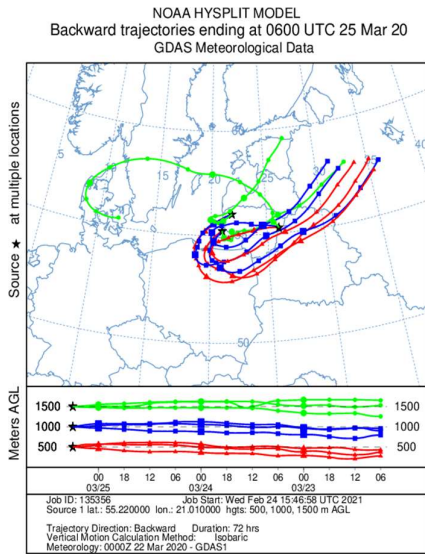 NOAA HYSPLIT MODEL
Backward trajectories ending at 0600 UTC 25 Mar 20
GDAS Meteorological Data
Source ★ at multiple locations
5
15
20
60
35
40
50
Meters AGL
1500 1500
1000 1000
500 500
00 18 12 06 00 18 12 06 00 18 12 06
03/25 03/24 03/23
Job ID: 135356 Job Start: Wed Feb 24 15:46:58 UTC 2021
Source 1 lat.: 55.220000 lon.: 21.010000 hgts: 500, 1000, 1500 m AGL
Trajectory Direction: Backward Duration: 72 hrs
Vertical Motion Calculation Method: Isobaric
Meteorology: 0000Z 22 Mar 2020 - GDAS1